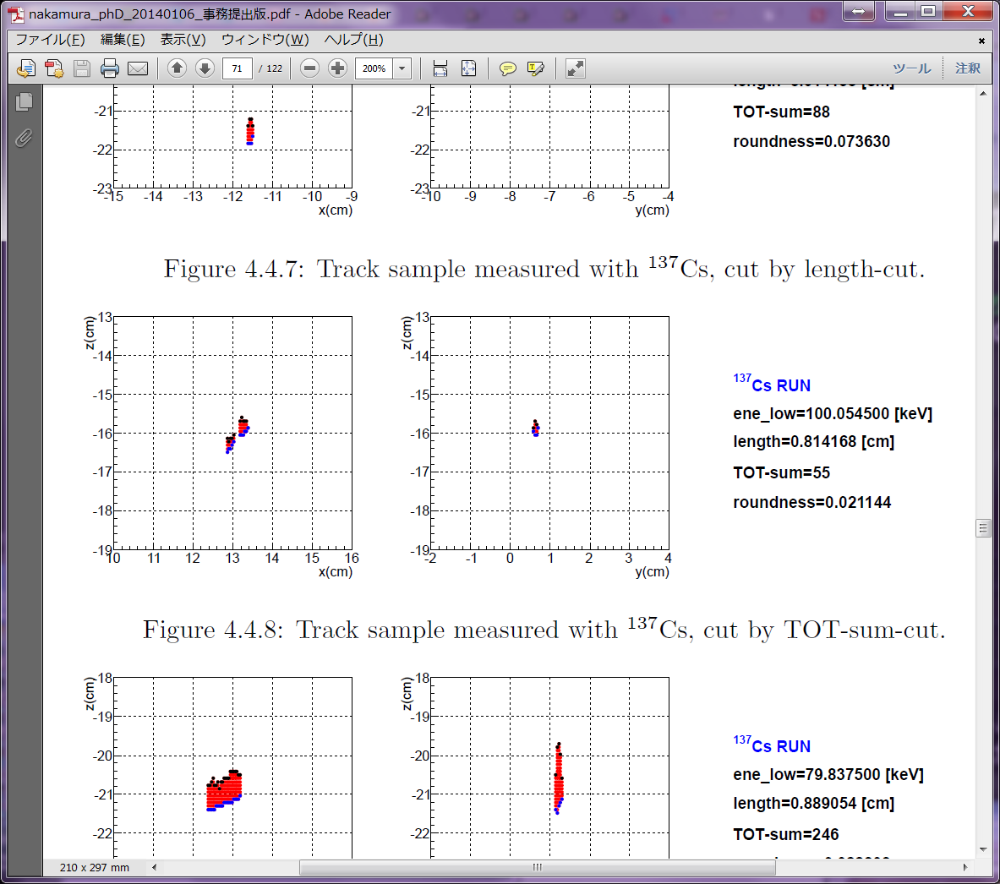 nakamura_phD_20140106_事務提出版.pdf - Adobe Reader
ファイル(F) 編集(E) 表示(V) ウィンドウ(W) ヘルプ(H)
71 / 122 200% ツール 注釈
-21
-22
-23
-15 -14 -13 -12 -11 -10 -9
x(cm)
-21
-22
-23
-10 -9 -8 -7 -6 -5 -4
y(cm)
TOT-sum=88
roundness=0.073630
Figure 4.4.7: Track sample measured with 137Cs, cut by length-cut.
z(cm)
-13
-14
-15
-16
-17
-18
-19
10 11 12 13 14 15 16
x(cm)
z(cm)
-13
-14
-15
-16
-17
-18
-19
-2 -1 0 1 2 3 4
y(cm)
137Cs RUN
ene_low=100.054500 [keV]
length=0.814168 [cm]
TOT-sum=55
roundness=0.021144
Figure 4.4.8: Track sample measured with 137Cs, cut by TOT-sum-cut.
z(cm)
-18
-19
-20
-21
-22
z(cm)
-18
-19
-20
-21
-22
137Cs RUN
ene_low=79.837500 [keV]
length=0.889054 [cm]
TOT-sum=246
210 x 297 mm